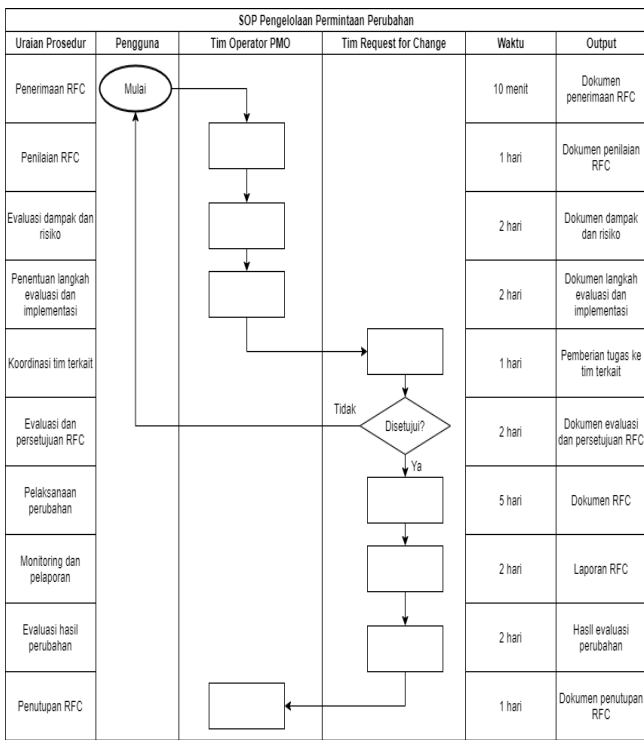 SOP Pengelolaan Permintaan Perubahan
Uraian Prosedur
Pengguna
Tim Operator PMO
Tim Request for Change
Waktu
Output
Penerimaan RFC
Mulai
10 menit
Dokumen
penerimaan RFC
Penilaian RFC
1 hari
Dokumen penilaian
RFC
Evaluasi dampak dan
risiko
2 hari
Dokumen dampak
dan risiko
Penentuan langkah
evaluasi dan
implementasi
2 hari
Dokumen langkah
evaluasi dan
implementasi
Koordinasi tim terkait
1 hari
Pemberian tugas ke
tim terkait
Evaluasi dan
persetujuan RFC
Tidak
Disetujui?
Ya
2 hari
Dokumen evaluasi
dan persetujuan RFC
Pelaksanaan
perubahan
5 hari
Dokumen RFC
Monitoring dan
pelaporan
2 hari
Laporan RFC
Evaluasi hasil
perubahan
2 hari
Hasll evaluasi
perubahan
Penutupan RFC
1 hari
Dokumen penutupan
RFC